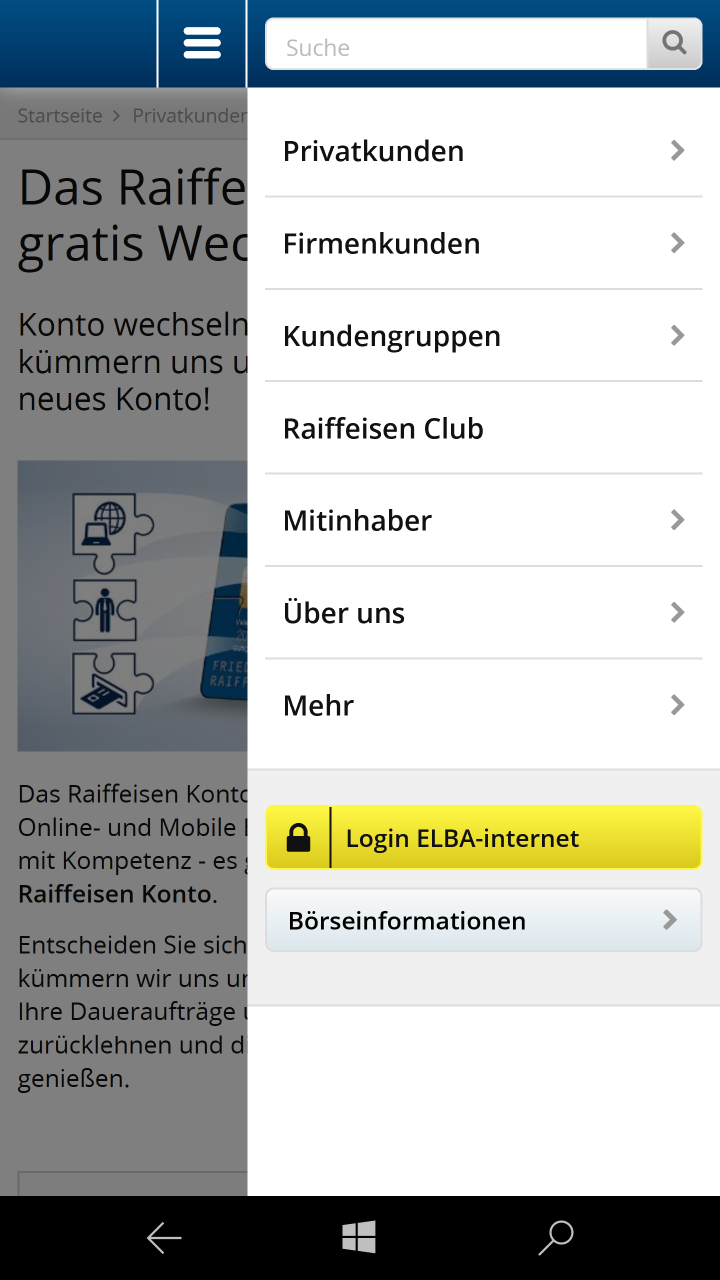 Suche
Startseite > Privatkunden
Das Raiffe
gratis Wec
Konto wechseln
kümmern uns u
neues Konto!
FRIED
RAIFF
Das Raiffeisen Konto
Online- und Mobile
mit Kompetenz - es
Raiffeisen Konto.
Entscheiden Sie sich
kümmern wir uns
Ihre Daueraufträge
zurücklehnen und
genießen.
Privatkunden
Firmenkunden
Kundengruppen
Raiffeisen Club
Mitinhaber
Über uns
Mehr
Login ELBA-internet
Börseinformationen